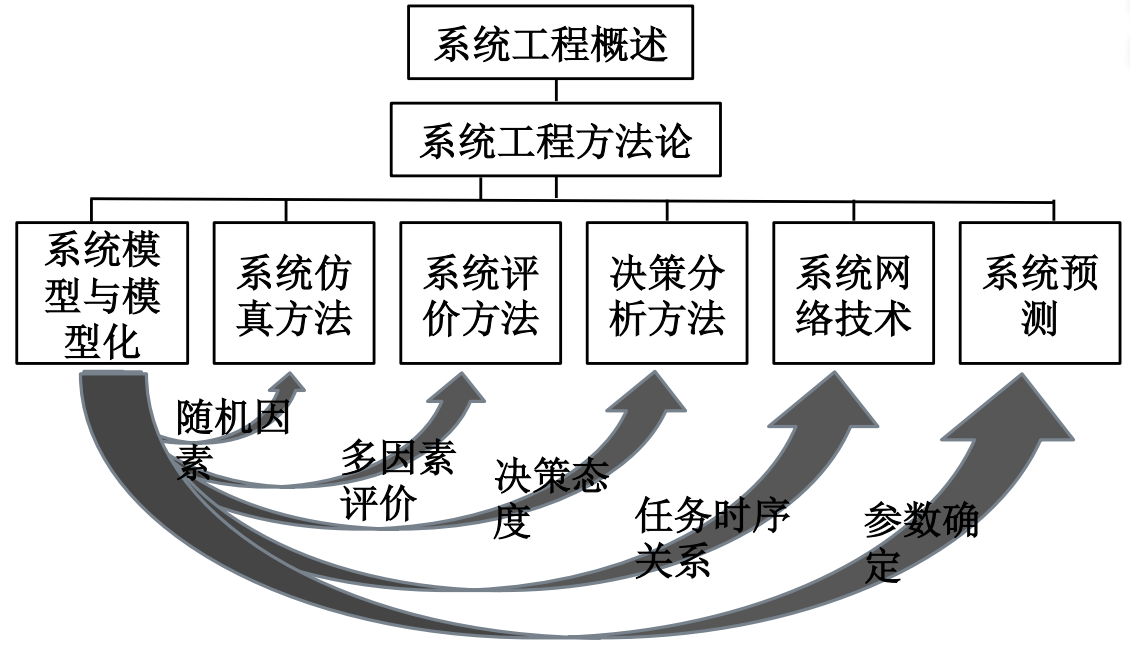 系统工程概述
系统工程方法论
系统模
型与模
型化
系统仿
真方法
系统评
价方法
决策分
析方法
系统网
络技术
系统预
测
随机因
素
多因素
评价
决策态
度
任务时序
关系
参数确
定